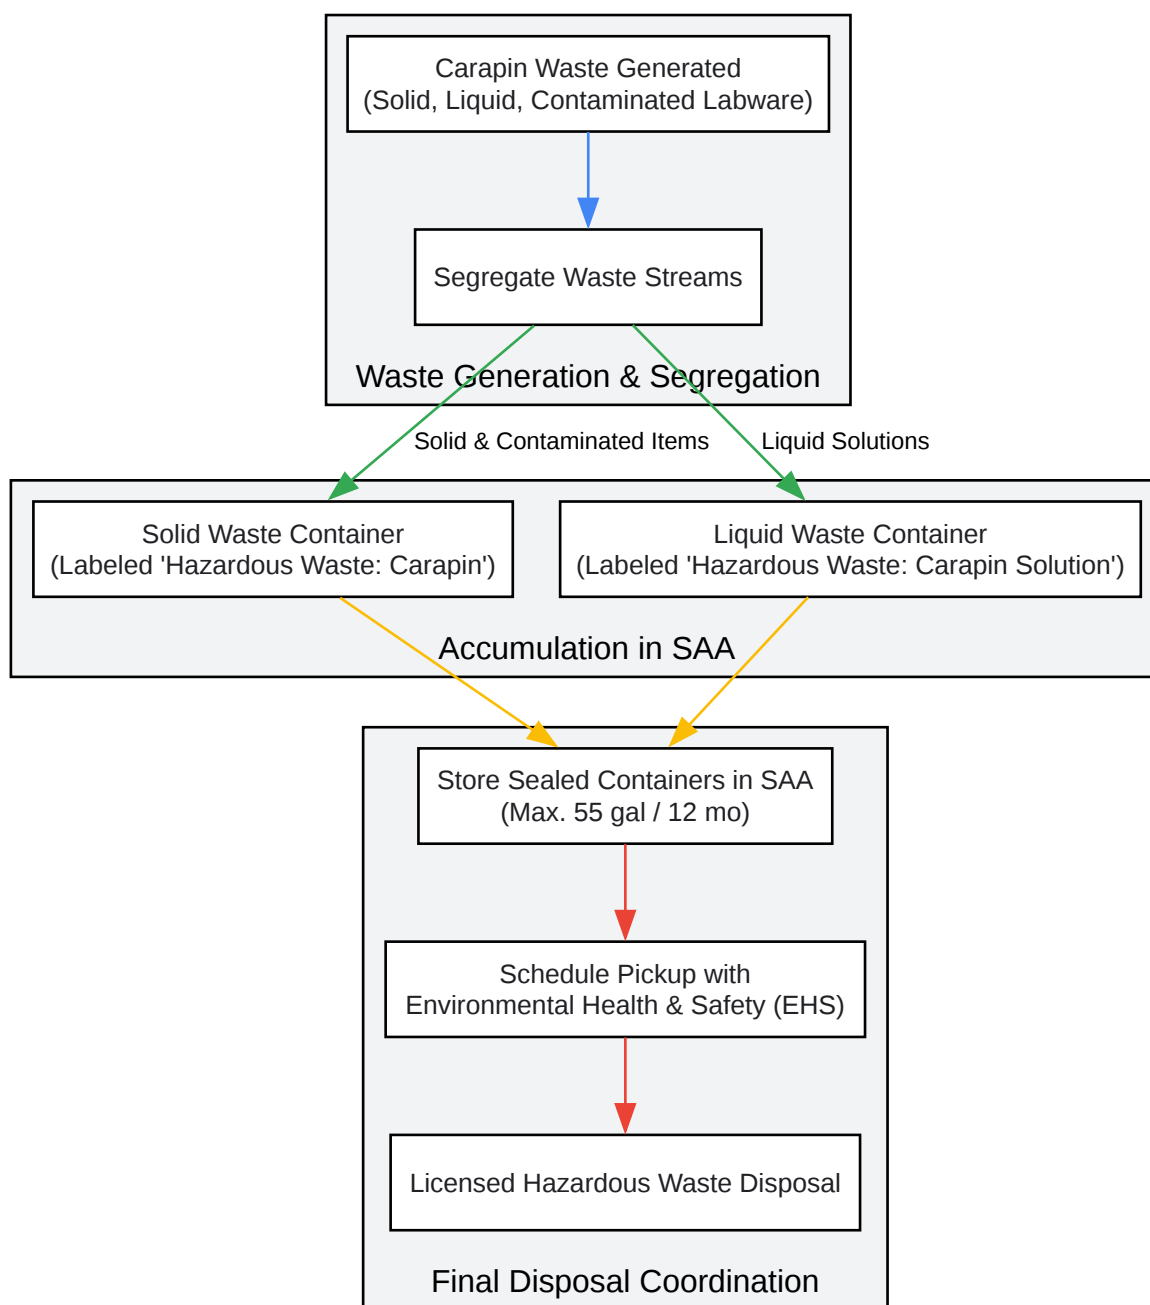 Carapin Waste Generated
(Solid, Liquid, Contaminated Labware)
Segregate Waste Streams
Waste Generation & Segregation
Solid & Contaminated Items
Liquid Solutions
Solid Waste Container
(Labeled 'Hazardous Waste: Carapin')
Liquid Waste Container
(Labeled 'Hazardous Waste: Carapin Solution')
Accumulation in SAA
Store Sealed Containers in SAA
(Max. 55 gal / 12 mo)
Schedule Pickup with
Environmental Health & Safety (EHS)
Licensed Hazardous Waste Disposal
Final Disposal Coordination